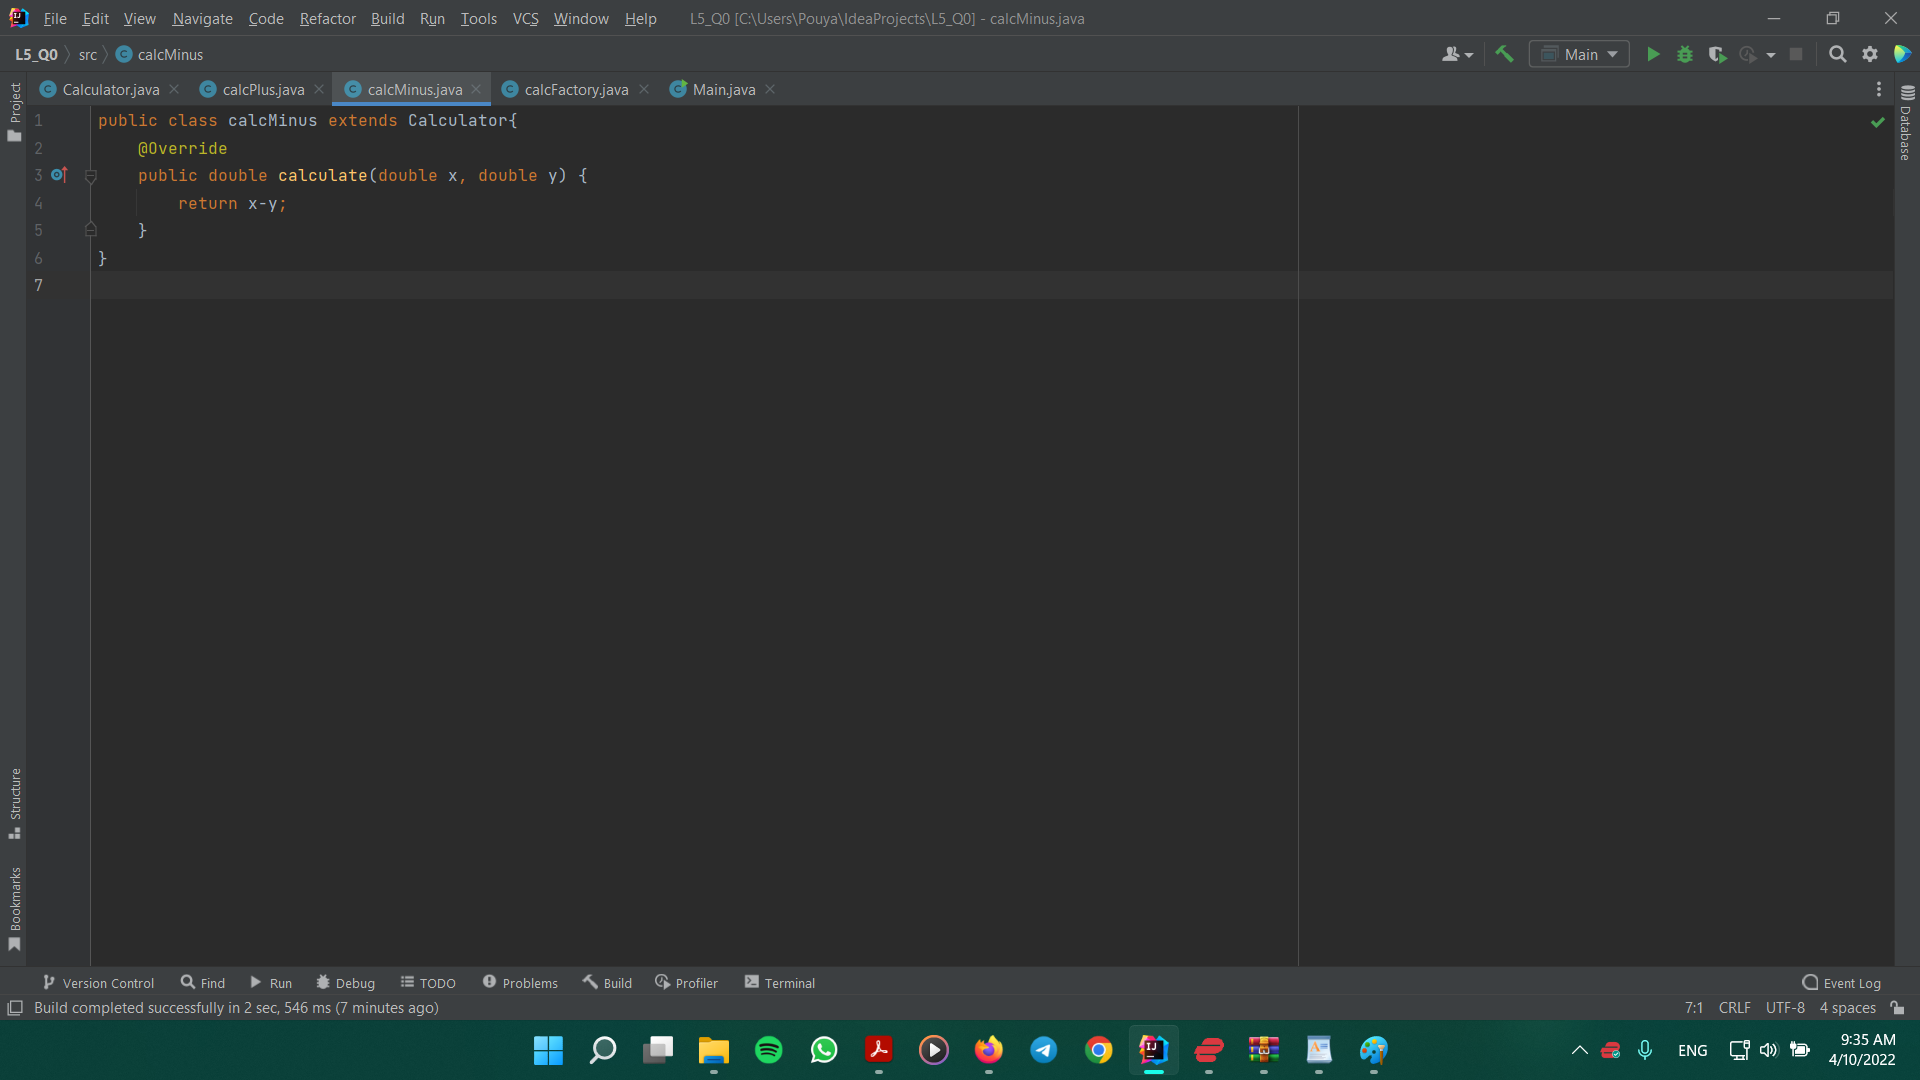 File Edit View Navigate Code Refactor Build Run Tools VCS Window Help L5_Q0 [C:\Users\Pouya\IdeaProjects\L5_Q0] - calcMinus.java
L5_Q0 src calcMinus Main
Project
Calculator.java calcPlus.java calcMinus.java calcFactory.java Main.java
Database
1 public class calcMinus extends Calculator{
2 @Override
3 public double calculate(double x, double y) {
4 return x-y;
5 }
6 }
7
Structure
Bookmarks
Version Control Find Run Debug TODO Problems Build Profiler Terminal Event Log
Build completed successfully in 2 sec, 546 ms (7 minutes ago) 7:1 CRLF UTF-8 4 spaces
ENG 9:35 AM
4/10/2022